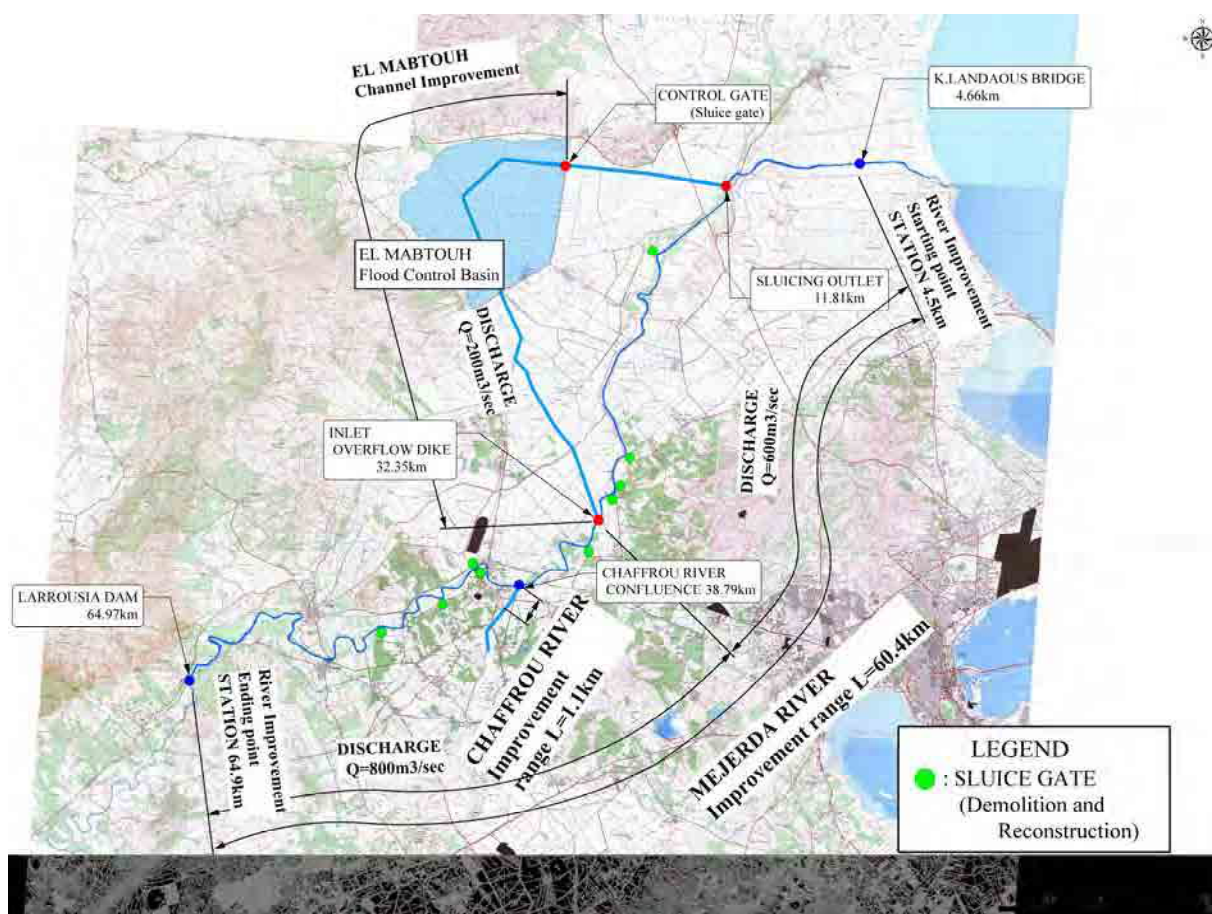 EL MABTOUH
Channel Improvement
CONTROL GATE
(Sluice gate)
K.LANDAOUS BRIDGE
4.66km
EL MABTOUH
Flood Control Basin
SLUICING OUTLET
11.81km
River Improvement
Starting point
STATION 4.5km
DISCHARGE
Q=200m3/sec
INLET
OVERFLOW DIKE
32.35km
DISCHARGE
Q=600m3/sec
CHAFFROU RIVER
CONFLUENCE 38.79km
LARROUSIA DAM
64.97km
River Improvement
Ending point
STATION 64.9km
CHAFFROU RIVER
Improvement
range L=1.1km
DISCHARGE
Q=800m3/sec
MEJERDA RIVER
Improvement range L=60.4km
LEGEND
: SLUICE GATE
(Demolition and
Reconstruction)